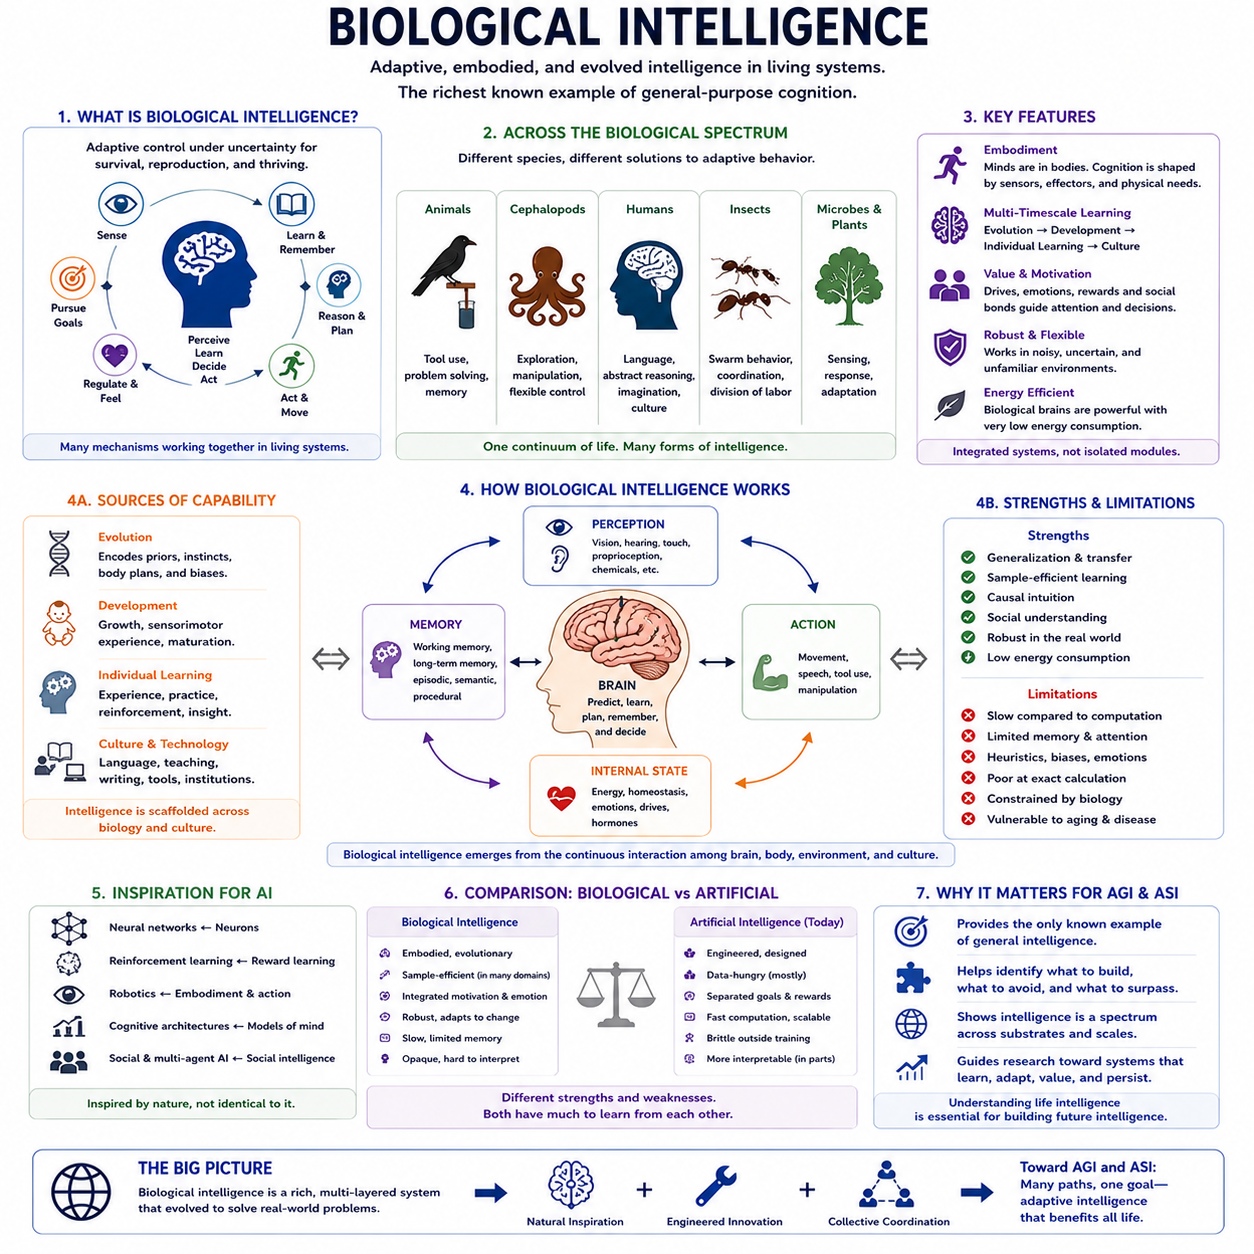 BIOLOGICAL INTELLIGENCE
Adaptive, embodied, and evolved intelligence in living systems.
The richest known example of general-purpose cognition.
1. WHAT IS BIOLOGICAL INTELLIGENCE?
Adaptive control under uncertainty for
survival, reproduction, and thriving.
Sense
Learn &
Remember
Pursue
Goals
Reason &
Plan
Perceive
Learn
Decide
Act
Regulate &
Feel
Act &
Move
Many mechanisms working together in living systems.
2. ACROSS THE BIOLOGICAL SPECTRUM
Different species, different solutions to adaptive behavior.
Animals
Tool use,
problem solving,
memory
Cephalopods
Exploration,
manipulation,
flexible control
Humans
Language,
abstract reasoning,
imagination,
culture
Insects
Swarm behavior,
coordination,
division of labor
Microbes &
Plants
Sensing,
response,
adaptation
One continuum of life. Many forms of intelligence.
3. KEY FEATURES
Embodiment
Minds are in bodies. Cognition is shaped
by sensors, effectors, and physical needs.
Multi-Timescale Learning
Evolution → Development →
Individual Learning → Culture
Value & Motivation
Drives, emotions, rewards and social
bonds guide attention and decisions.
Robust & Flexible
Works in noisy, uncertain, and
unfamiliar environments.
Energy Efficient
Biological brains are powerful with
very low energy consumption.
Integrated systems, not isolated modules.
4A. SOURCES OF CAPABILITY
Evolution
Encodes priors, instincts,
body plans, and biases.
Development
Growth, sensorimotor
experience, maturation.
Individual Learning
Experience, practice,
reinforcement, insight.
Culture & Technology
Language, teaching,
writing, tools, institutions.
Intelligence is scaffolded across
biology and culture.
4. HOW BIOLOGICAL INTELLIGENCE WORKS
PERCEPTION
Vision, hearing, touch,
proprioception,
chemicals, etc.
MEMORY
Working memory,
long-term memory,
episodic, semantic,
procedural
BRAIN
Predict, learn,
plan, remember,
and decide
ACTION
Movement,
speech, tool use,
manipulation
INTERNAL STATE
Energy, homeostasis,
emotions, drives,
hormones
Biological intelligence emerges from the continuous interaction among brain, body, environment, and culture.
4B. STRENGTHS & LIMITATIONS
Strengths
Generalization & transfer
Sample-efficient learning
Causal intuition
Social understanding
Robust in the real world
Low energy consumption
Limitations
Slow compared to computation
Limited memory & attention
Heuristics, biases, emotions
Poor at exact calculation
Constrained by biology
Vulnerable to aging & disease
5. INSPIRATION FOR AI
Neural networks ← Neurons
Reinforcement learning ← Reward learning
Robotics ← Embodiment & action
Cognitive architectures ← Models of mind
Social & multi-agent AI ← Social intelligence
Inspired by nature, not identical to it.
6. COMPARISON: BIOLOGICAL vs ARTIFICIAL
Biological Intelligence
Embodied, evolutionary
Sample-efficient (in many domains)
Integrated motivation & emotion
Robust, adapts to change
Slow, limited memory
Opaque, hard to interpret
Artificial Intelligence (Today)
Engineered, designed
Data-hungry (mostly)
Separated goals & rewards
Fast computation, scalable
Brittle outside training
More interpretable (in parts)
Different strengths and weaknesses.
Both have much to learn from each other.
7. WHY IT MATTERS FOR AGI & ASI
Provides the only known example
of general intelligence.
Helps identify what to build,
what to avoid, and what to surpass.
Shows intelligence is a spectrum
across substrates and scales.
Guides research toward systems that
learn, adapt, value, and persist.
Understanding life intelligence
is essential for building future intelligence.
THE BIG PICTURE
Biological intelligence is a rich, multi-layered system
that evolved to solve real-world problems.
Natural Inspiration
+
Engineered Innovation
+
Collective Coordination
Toward AGI and ASI:
Many paths, one goal—
adaptive intelligence
that benefits all life.